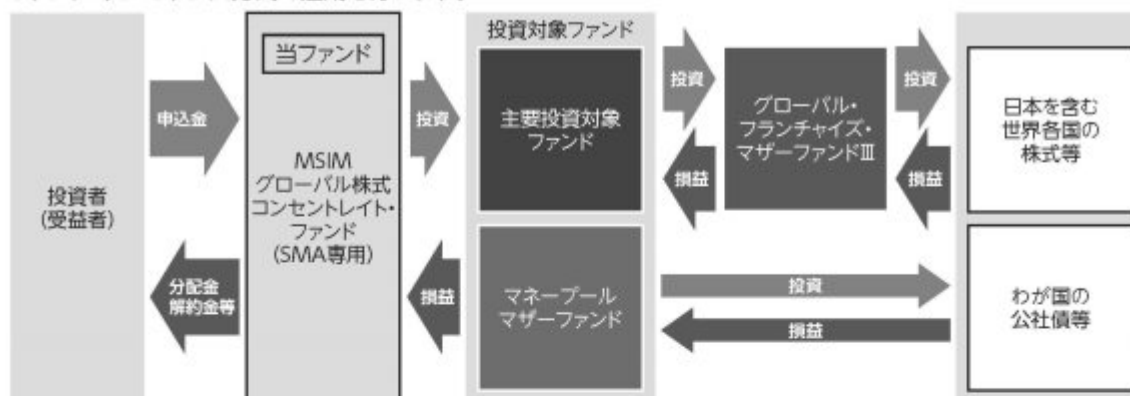 投資対象ファンド
当ファンド
申込金
投資
投資
投資
主要投資対象
ファンド
グローバル・
フランチャイズ・
マザーファンドⅢ
日本を含む
世界各国の
株式等
MSIM
グローバル株式
コンセントレイト・
ファンド
(SMA専用)
投資者
(受益者)
損益
損益
分配金
解約金等
損益
マネープール
マザーファンド
投資
損益
わが国の
公社債等